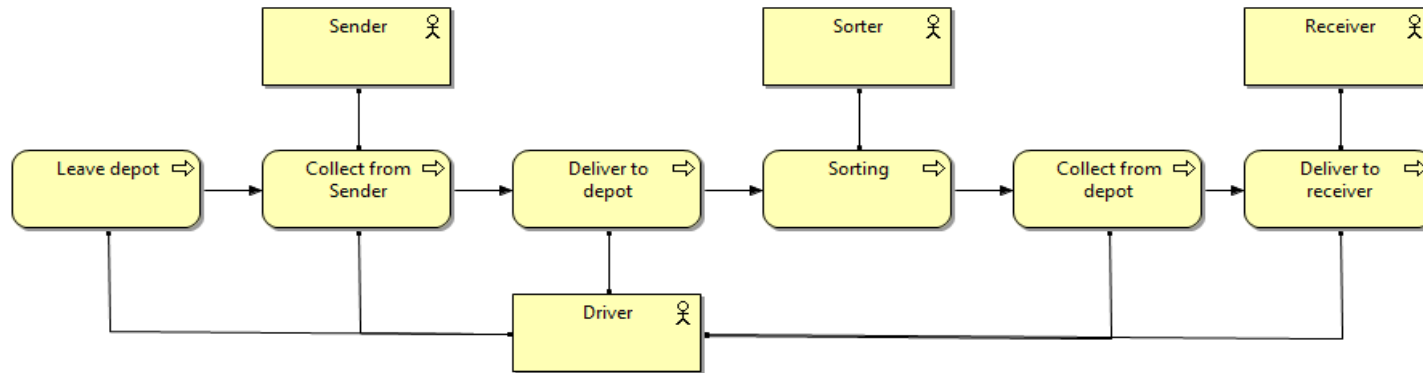 Sender
Sorter
Receiver
Leave depot
Collect from
Sender
Deliver to
depot
Sorting
Collect from
depot
Deliver to
receiver
Driver